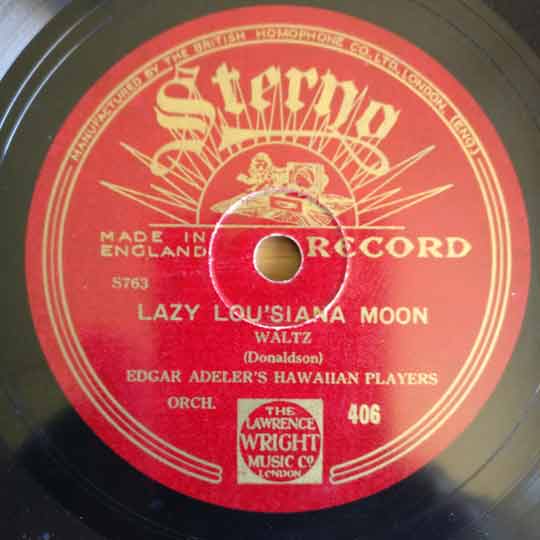 MANUFACTURED BY THE BRITISH HOMOPHONE CO., LTD., LONDON, (ENG.)
Sterno
MADE IN
ENGLAND
RECORD
S763
LAZY LOU'SIANA MOON
WALTZ
(Donaldson)
EDGAR ADELER'S HAWAIIAN PLAYERS
ORCH.
406
THE
LAWRENCE
WRIGHT
MUSIC Co
LONDON